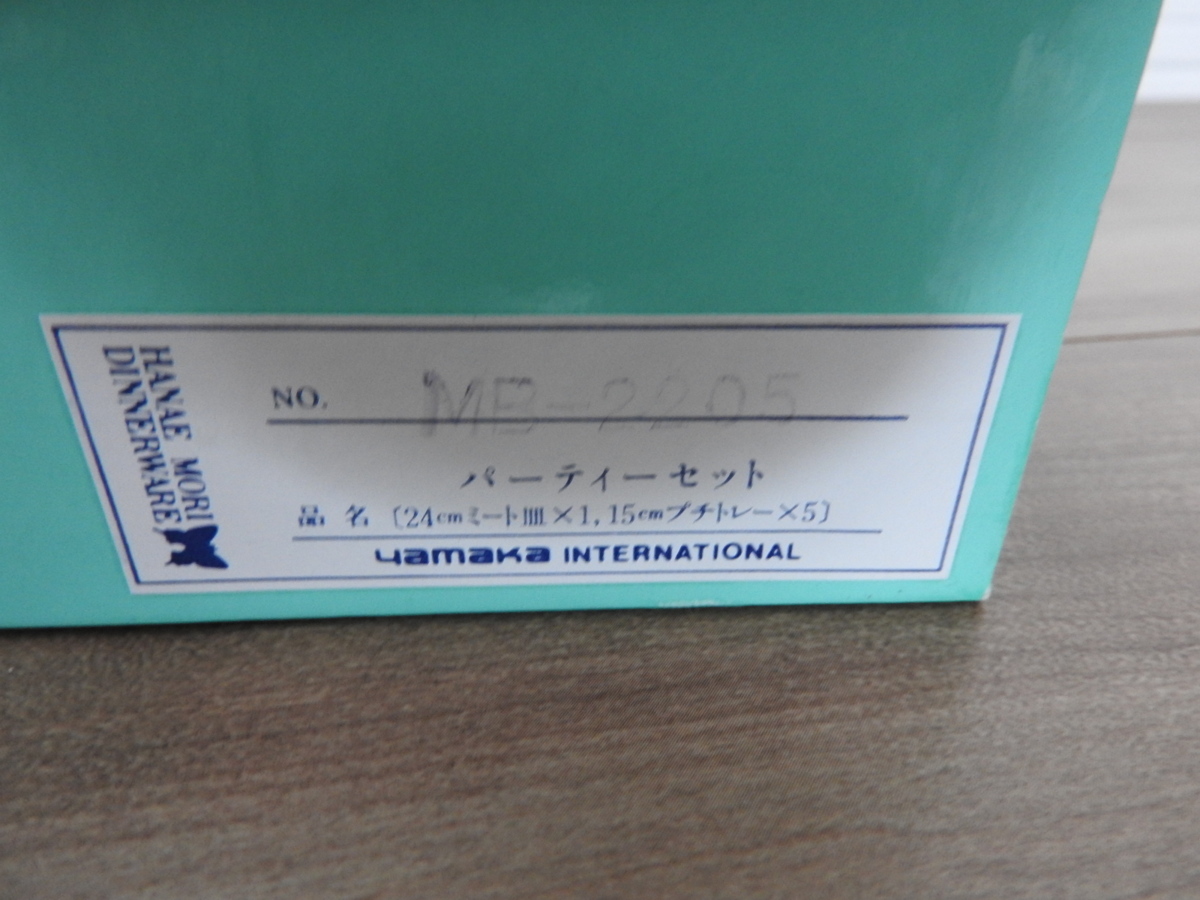 HANAE MORI
DINNERWARE
NO. MB-2205
パーティーセット
品名 〔24cmミート皿×1,15cmプチトレー×5〕
yamaka INTERNATIONAL